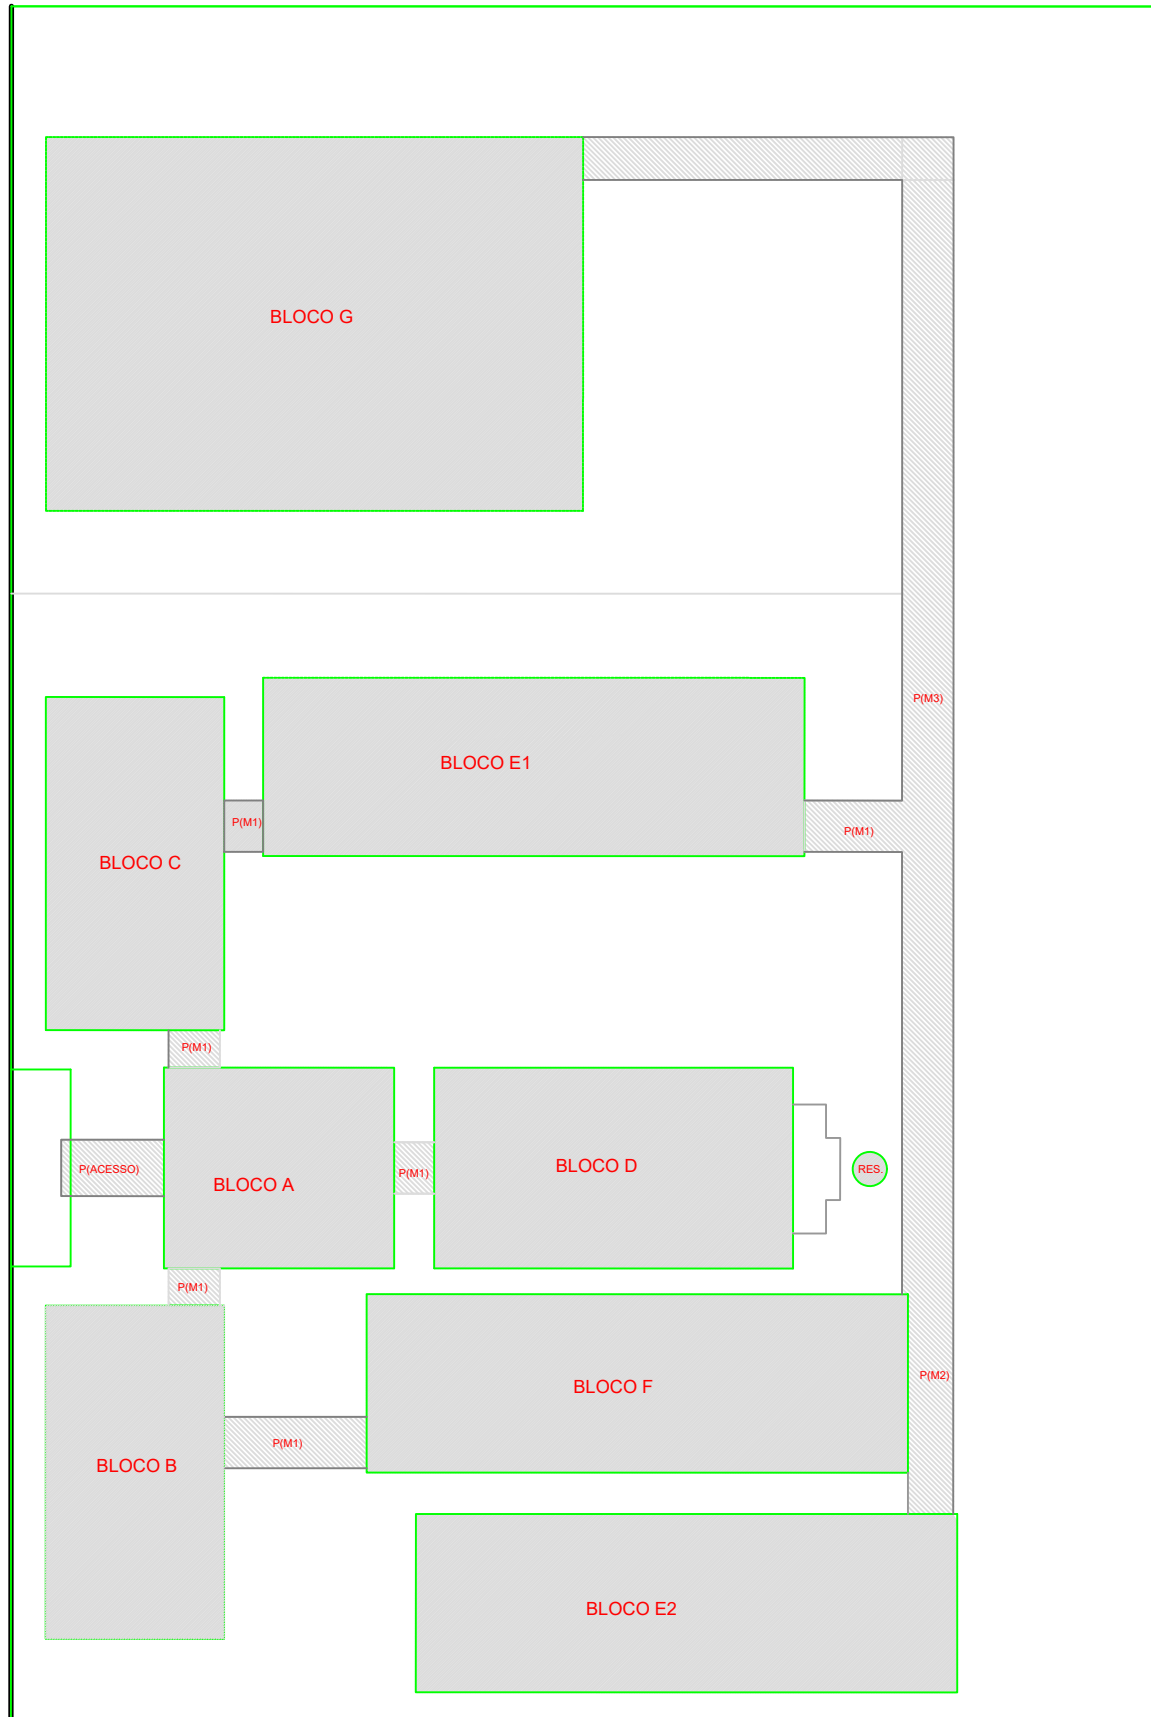 BLOCO G
P(M3)
BLOCO E1
P(M1)
P(M1)
BLOCO C
P(M1)
P(ACESSO)
BLOCO A
P(M1)
BLOCO D
RES.
P(M1)
P(M2)
BLOCO F
P(M1)
BLOCO B
BLOCO E2